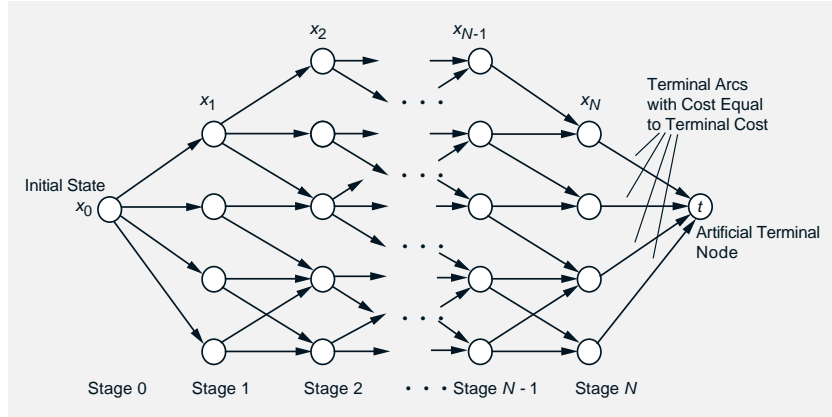 x2
xN-1
x1
xN
Terminal Arcs
with Cost Equal
to Terminal Cost
Initial State
x0
t
Artificial Terminal
Node
Stage 0
Stage 1
Stage 2
Stage N - 1
Stage N